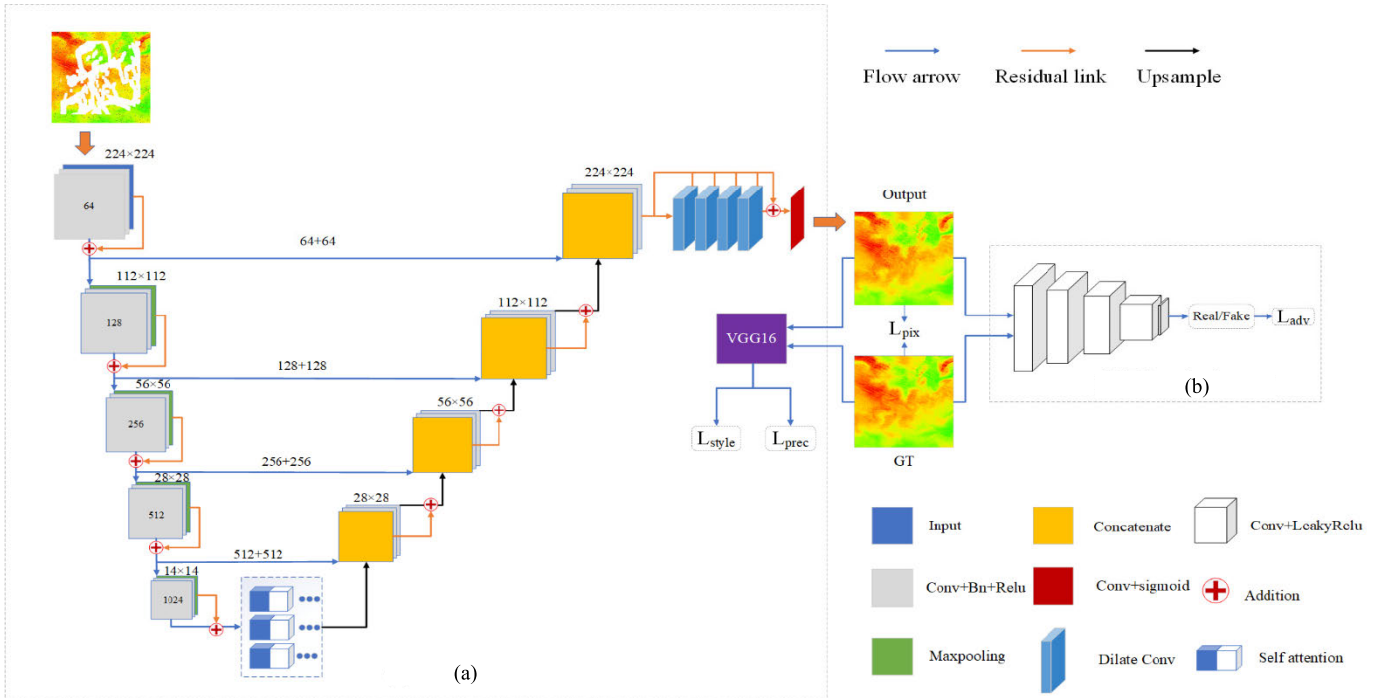 Flow arrow
Residual link
Upsample
224×224
64
64+64
112×112
128
128+128
56×56
256
256+256
28×28
512
512+512
14×14
1024
28×28
56×56
112×112
224×224
(a)
Output
L_pix
VGG16
L_style
L_prec
GT
Real/Fake
L_adv
(b)
Input
Concatenate
Conv+LeakyRelu
Conv+Bn+Relu
Conv+sigmoid
Addition
Maxpooling
Dilate Conv
Self attention